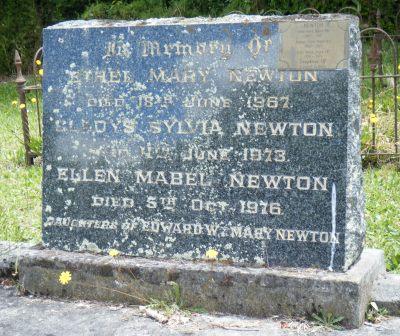 In Memory Of
ETHEL MARY NEWTON
DIED 18TH JUNE 1967.
GLADYS SYLVIA NEWTON
4TH JUNE 1973.
ELLEN MABEL NEWTON
DIED 5TH OCT. 1976.
DAUGHTERS OF EDWARD W. & MARY NEWTON